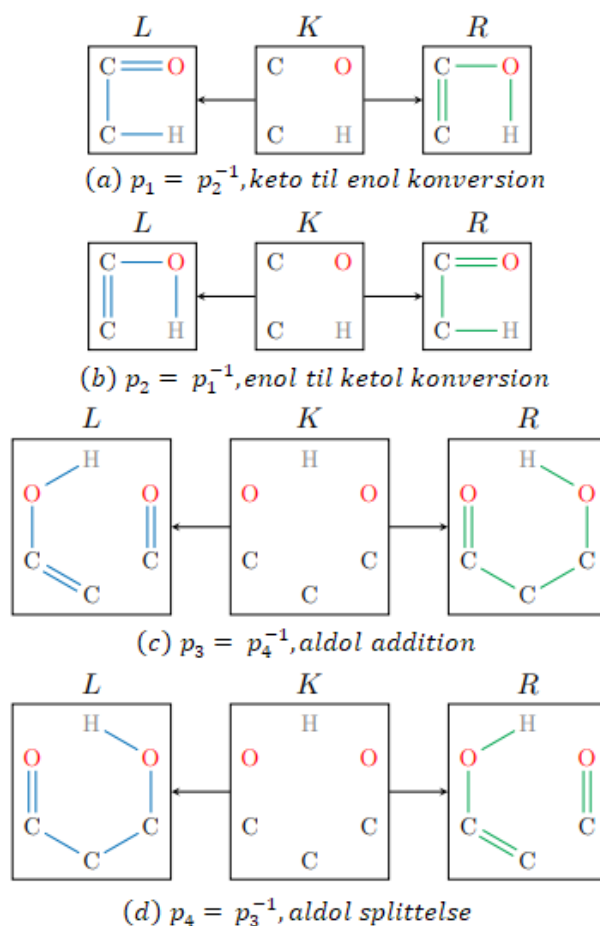 L K R
C O C O C O
C H C H C H
(a) p₁ = p₂⁻¹, keto til enol konversion
L K R
C O C O C O
C H C H C H
(b) p₂ = p₁⁻¹, enol til ketol konversion
L K R
H H H
O O O O O O
C C C C C C
C C C
(c) p₃ = p₄⁻¹, aldol addition
L K R
H H H
O O O O O O
C C C C C C
C C C
(d) p₄ = p₃⁻¹, aldol splittelse